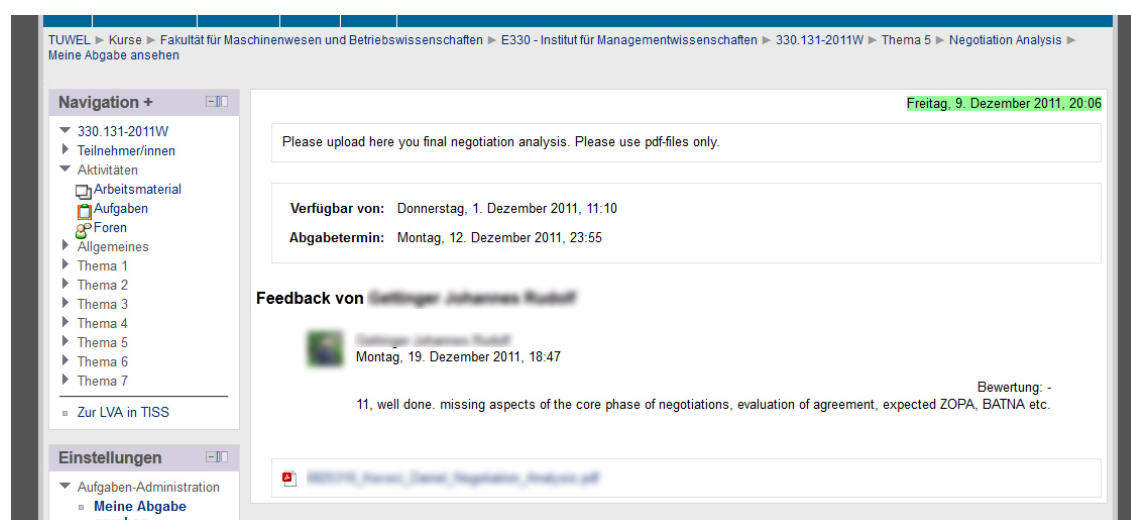 TUWEL ► Kurse ► Fakultät für Maschinenwesen und Betriebswissenschaften ► E330 - Institut für Managementwissenschaften ► 330.131-2011W ► Thema 5 ► Negotiation Analysis ►
Meine Abgabe ansehen
Navigation +
330.131-2011W
Teilnehmer/innen
Aktivitäten
Arbeitsmaterial
Aufgaben
Foren
Allgemeines
Thema 1
Thema 2
Thema 3
Thema 4
Thema 5
Thema 6
Thema 7
Zur LVA in TISS
Einstellungen
Aufgaben-Administration
Meine Abgabe
Freitag, 9. Dezember 2011, 20:06
Please upload here you final negotiation analysis. Please use pdf-files only.
Verfügbar von: Donnerstag, 1. Dezember 2011, 11:10
Abgabetermin: Montag, 12. Dezember 2011, 23:55
Feedback von
Montag, 19. Dezember 2011, 18:47
Bewertung: -
11, well done. missing aspects of the core phase of negotiations, evaluation of agreement, expected ZOPA, BATNA etc.